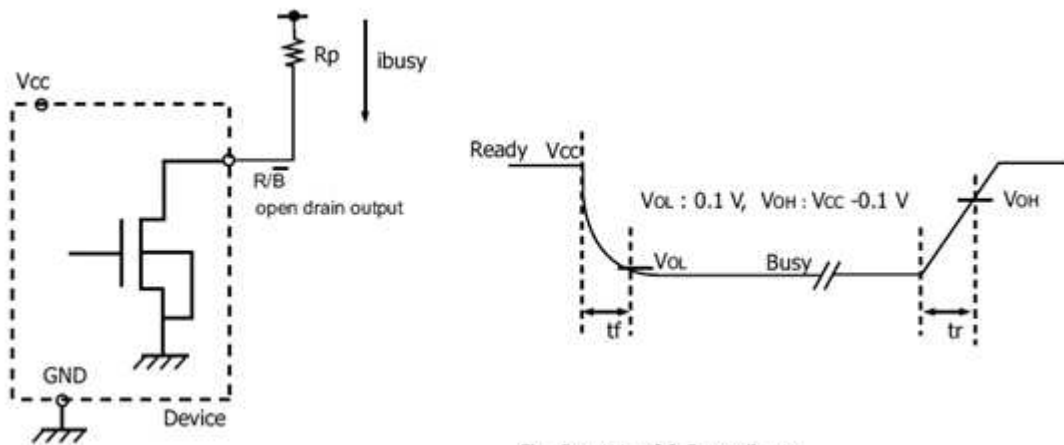 Rp
ibusy
Vcc
R/B̅
open drain output
GND
Device
Ready Vcc
VOL : 0.1 V, VOH : VCC -0.1 V
VOH
VOL
Busy
tf
tr